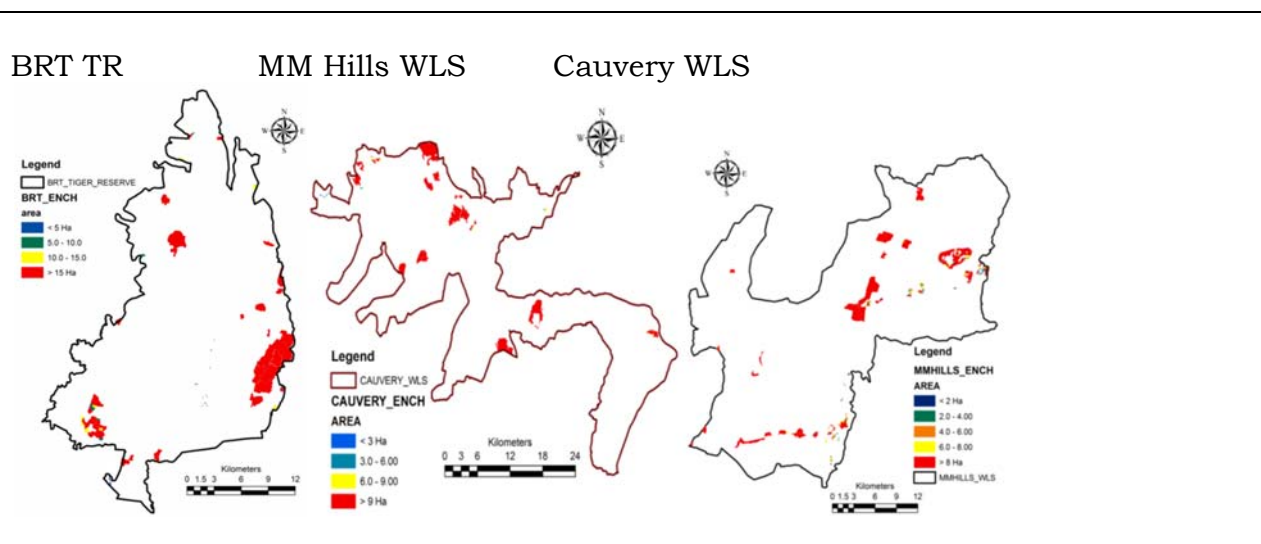 BRT TR MM Hills WLS Cauvery WLS
N
W E
S
Legend
BRT_TIGER_RESERVE
BRT_ENCH
area
< 5 Ha
5.0 - 10.0
10.0 - 15.0
> 15 Ha
Kilometers
0 1.5 3 6 9 12
N
W E
S
Legend
CAUVERY_WLS
CAUVERY_ENCH
AREA
< 3 Ha
3.0 - 6.00
6.0 - 9.00
> 9 Ha
Kilometers
0 3 6 12 18 24
N
W E
S
Legend
MMHILLS_ENCH
AREA
< 2 Ha
2.0 - 4.00
4.0 - 6.00
6.0 - 8.00
> 8 Ha
MMHILLS_WLS
Kilometers
0 1.5 3 6 9 12